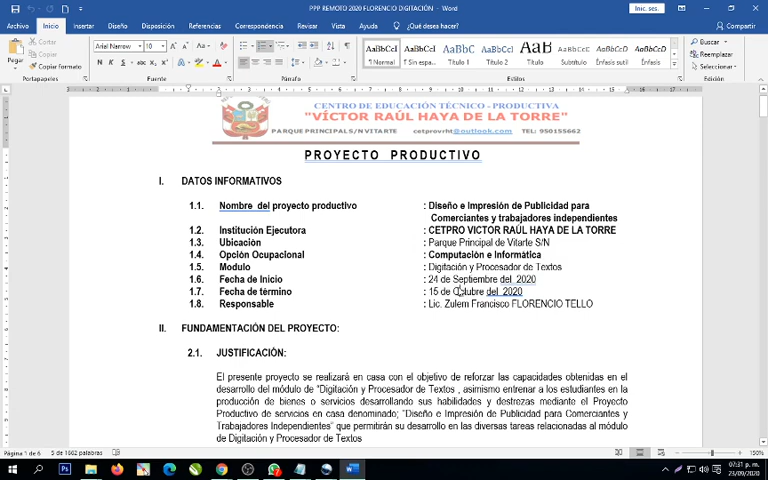 PPP REMOTO 2020 FLORENCIO DIGITACIÓN - Word
Inic. ses.
Archivo Inicio Insertar Diseño Disposición Referencias Correspondencia Revisar Vista Ayuda ¿Qué desea hacer? Compartir
Pegar
Cortar
Copiar
Copiar formato
Portapapeles
Arial Narrow 10
Fuente
Párrafo
AaBbCcI AaBbCcI AaBbC AaBbCcI AaB AaBbCcD AaBbCcI AaBbCcI
¶ Normal ¶ Sin espa... Título 1 Título 2 Título Subtítulo Énfasis sutil Énfasis
Estilos
Buscar
Reemplazar
Seleccionar
Edición
CENTRO DE EDUCACIÓN TÉCNICO - PRODUCTIVA
"VÍCTOR RAÚL HAYA DE LA TORRE"
PARQUE PRINCIPAL S/N VITARTE cetprovrht@outlook.com TEL: 950155662
PROYECTO PRODUCTIVO
I. DATOS INFORMATIVOS
1.1. Nombre del proyecto productivo : Diseño e Impresión de Publicidad para
Comerciantes y trabajadores independientes
1.2. Institución Ejecutora : CETPRO VICTOR RAÚL HAYA DE LA TORRE
1.3. Ubicación : Parque Principal de Vitarte S/N
1.4. Opción Ocupacional : Computación e Informática
1.5. Modulo : Digitación y Procesador de Textos
1.6. Fecha de Inicio : 24 de Septiembre del 2020
1.7. Fecha de término : 15 de Octubre del 2020
1.8. Responsable : Lic. Zulem Francisco FLORENCIO TELLO
II. FUNDAMENTACIÓN DEL PROYECTO:
2.1. JUSTIFICACIÓN:
El presente proyecto se realizará en casa con el objetivo de reforzar las capacidades obtenidas en el
desarrollo del módulo de "Digitación y Procesador de Textos , asimismo entrenar a los estudiantes en la
producción de bienes o servicios desarrollando sus habilidades y destrezas mediante el Proyecto
Productivo de servicios en casa denominado; "Diseño e Impresión de Publicidad para Comerciantes y
Trabajadores Independientes" que permitirán su desarrollo en las diversas tareas relacionadas al módulo
de Digitación y Procesador de Textos
Página 1 de 6 5 de 1662 palabras 150%
07:31 p. m.
23/09/2020